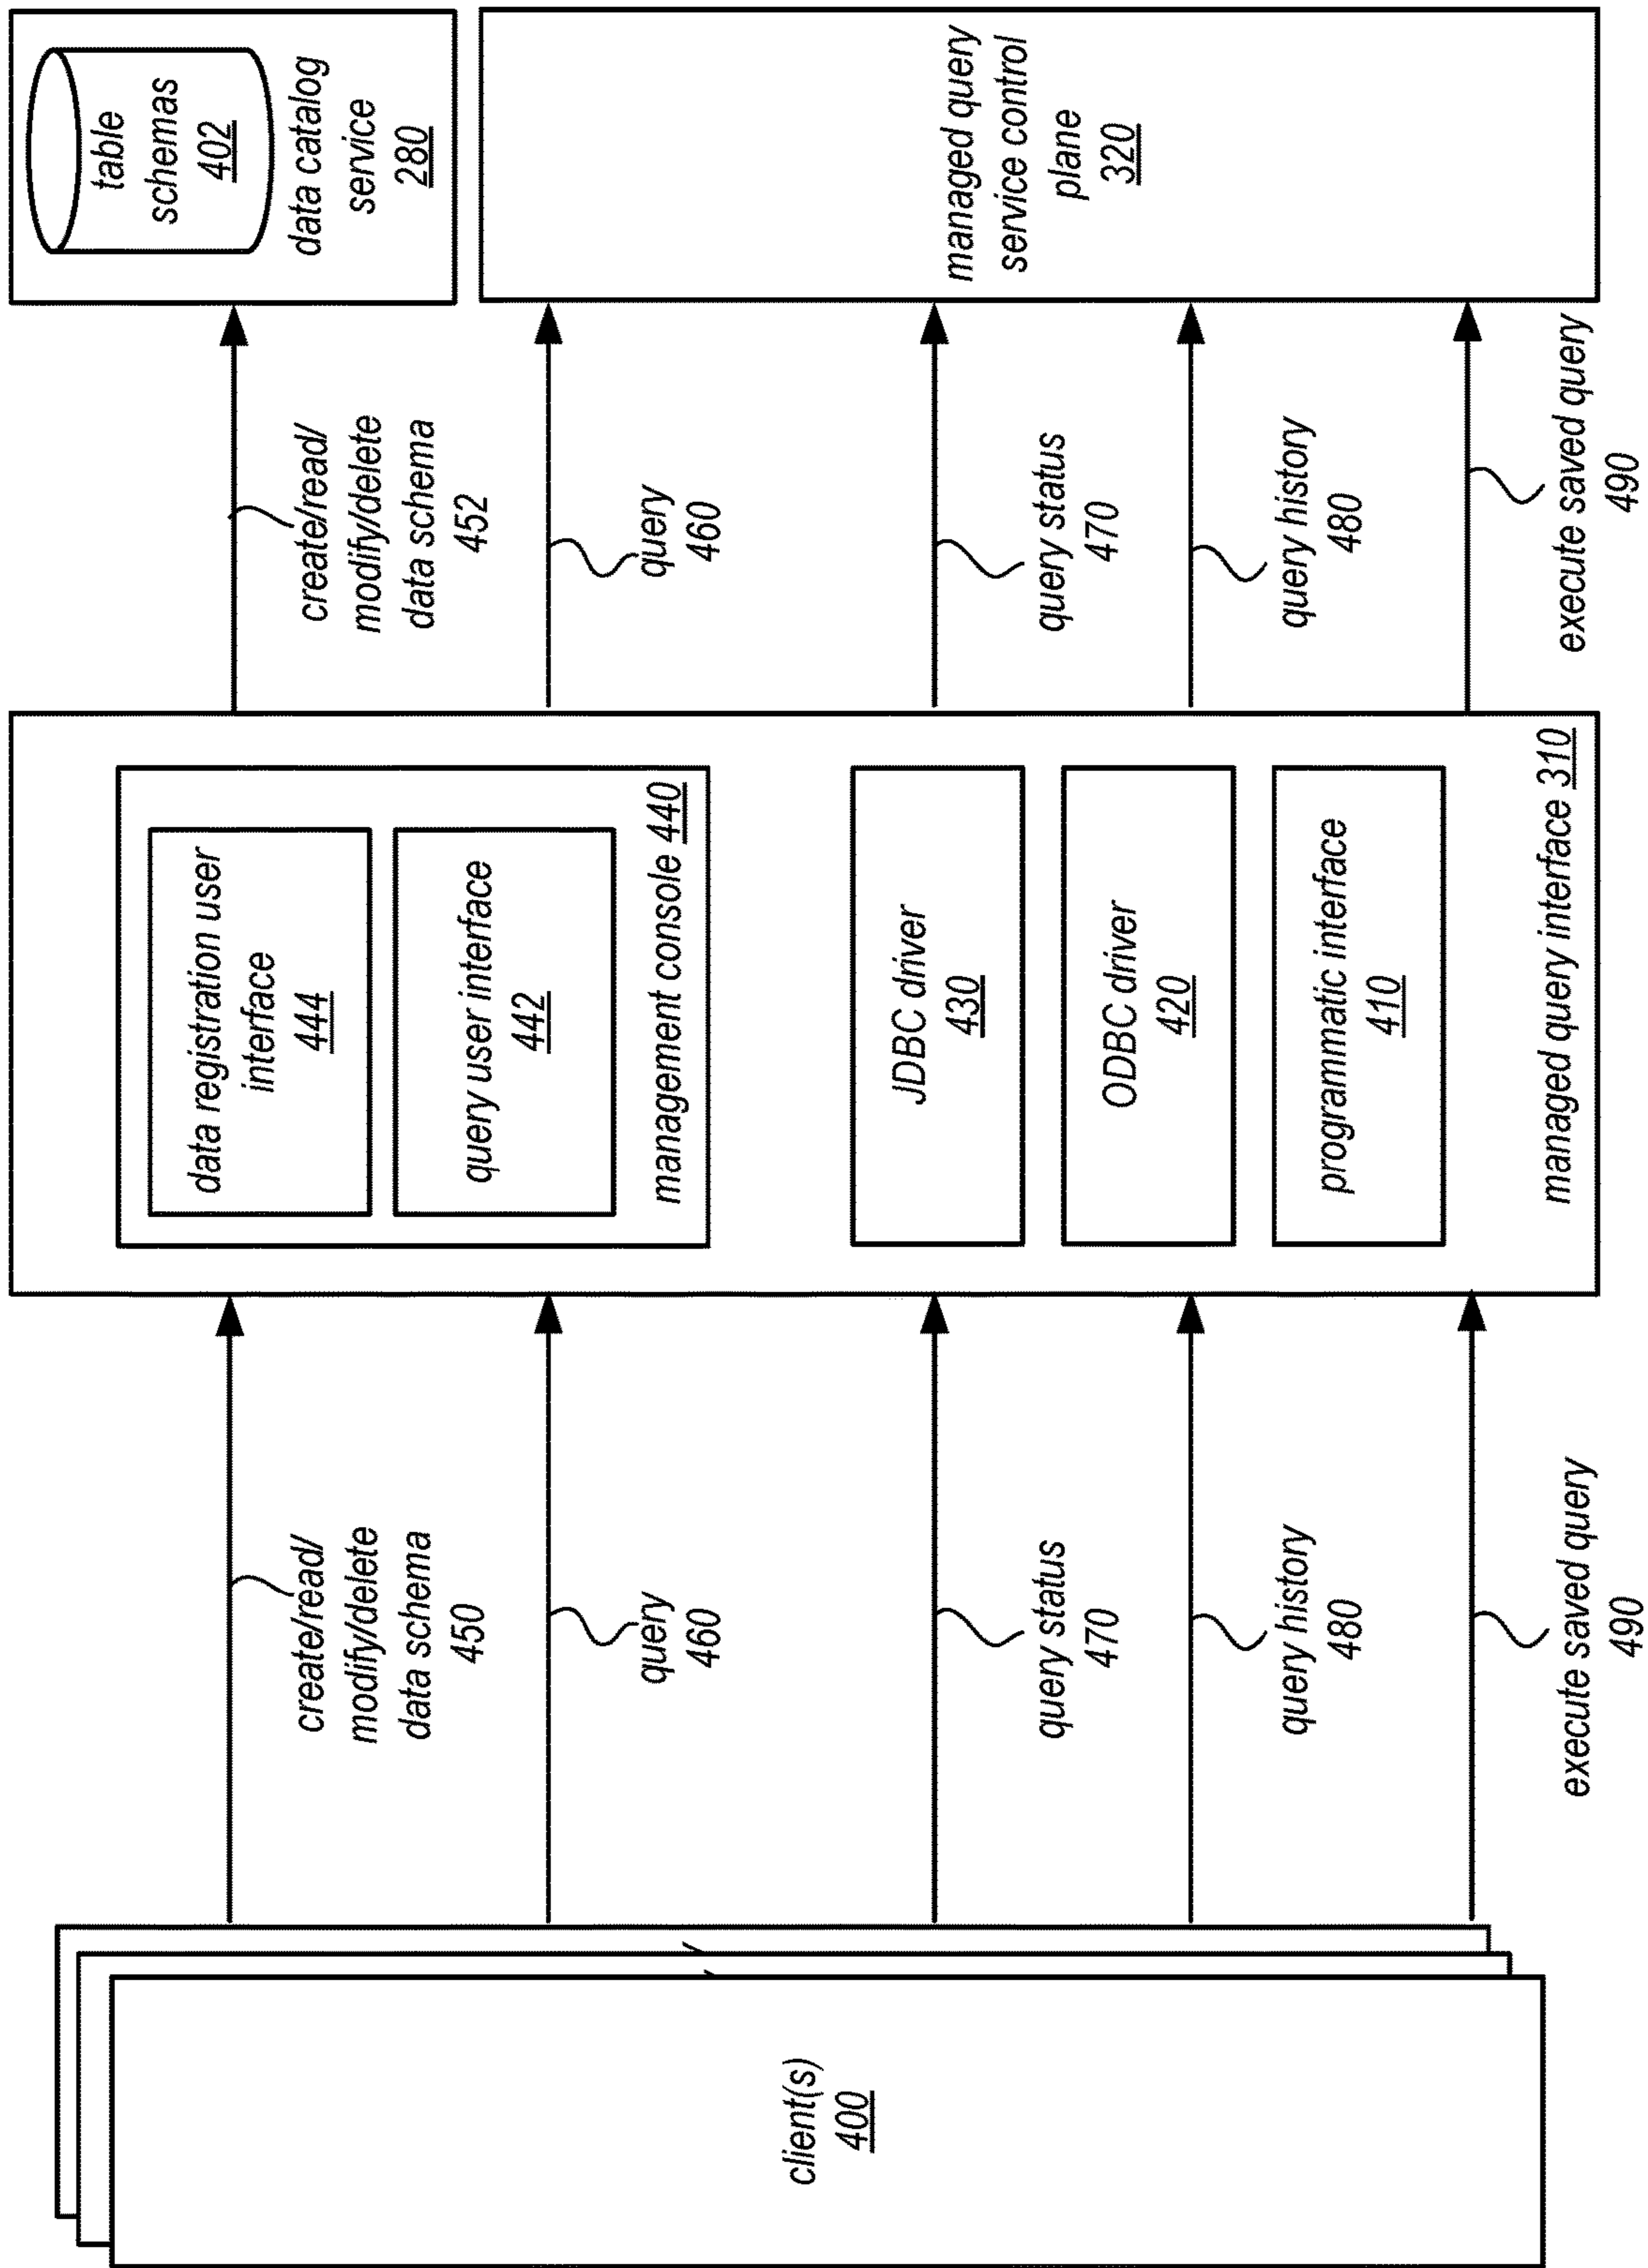 client(s)
400
create/read/
modify/delete
data schema
450
query
460
query status
470
query history
480
execute saved query
490
data registration user
interface
444
query user interface
442
management console 440
JDBC driver
430
ODBC driver
420
programmatic interface
410
managed query interface 310
create/read/
modify/delete
data schema
452
query
460
query status
470
query history
480
execute saved query
490
table
schemas
402
data catalog
service
280
managed query
service control
plane
320